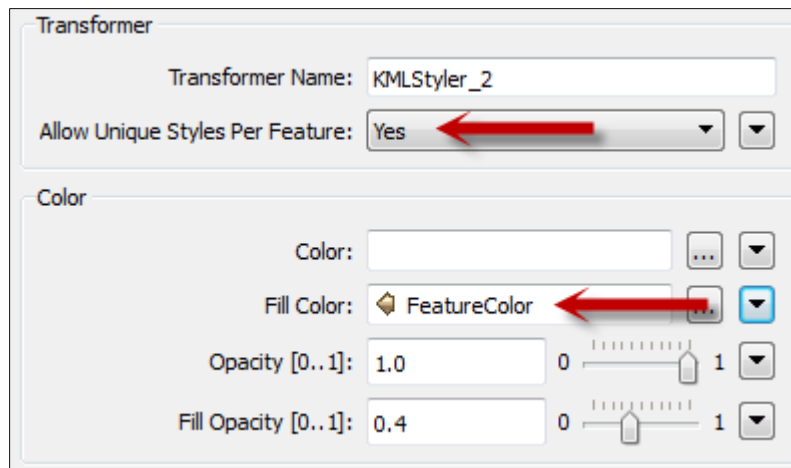 Transformer
Transformer Name: KMLStyler_2
Allow Unique Styles Per Feature: Yes
Color
Color: ...
Fill Color: FeatureColor ...
Opacity [0..1]: 1.0 0 1
Fill Opacity [0..1]: 0.4 0 1